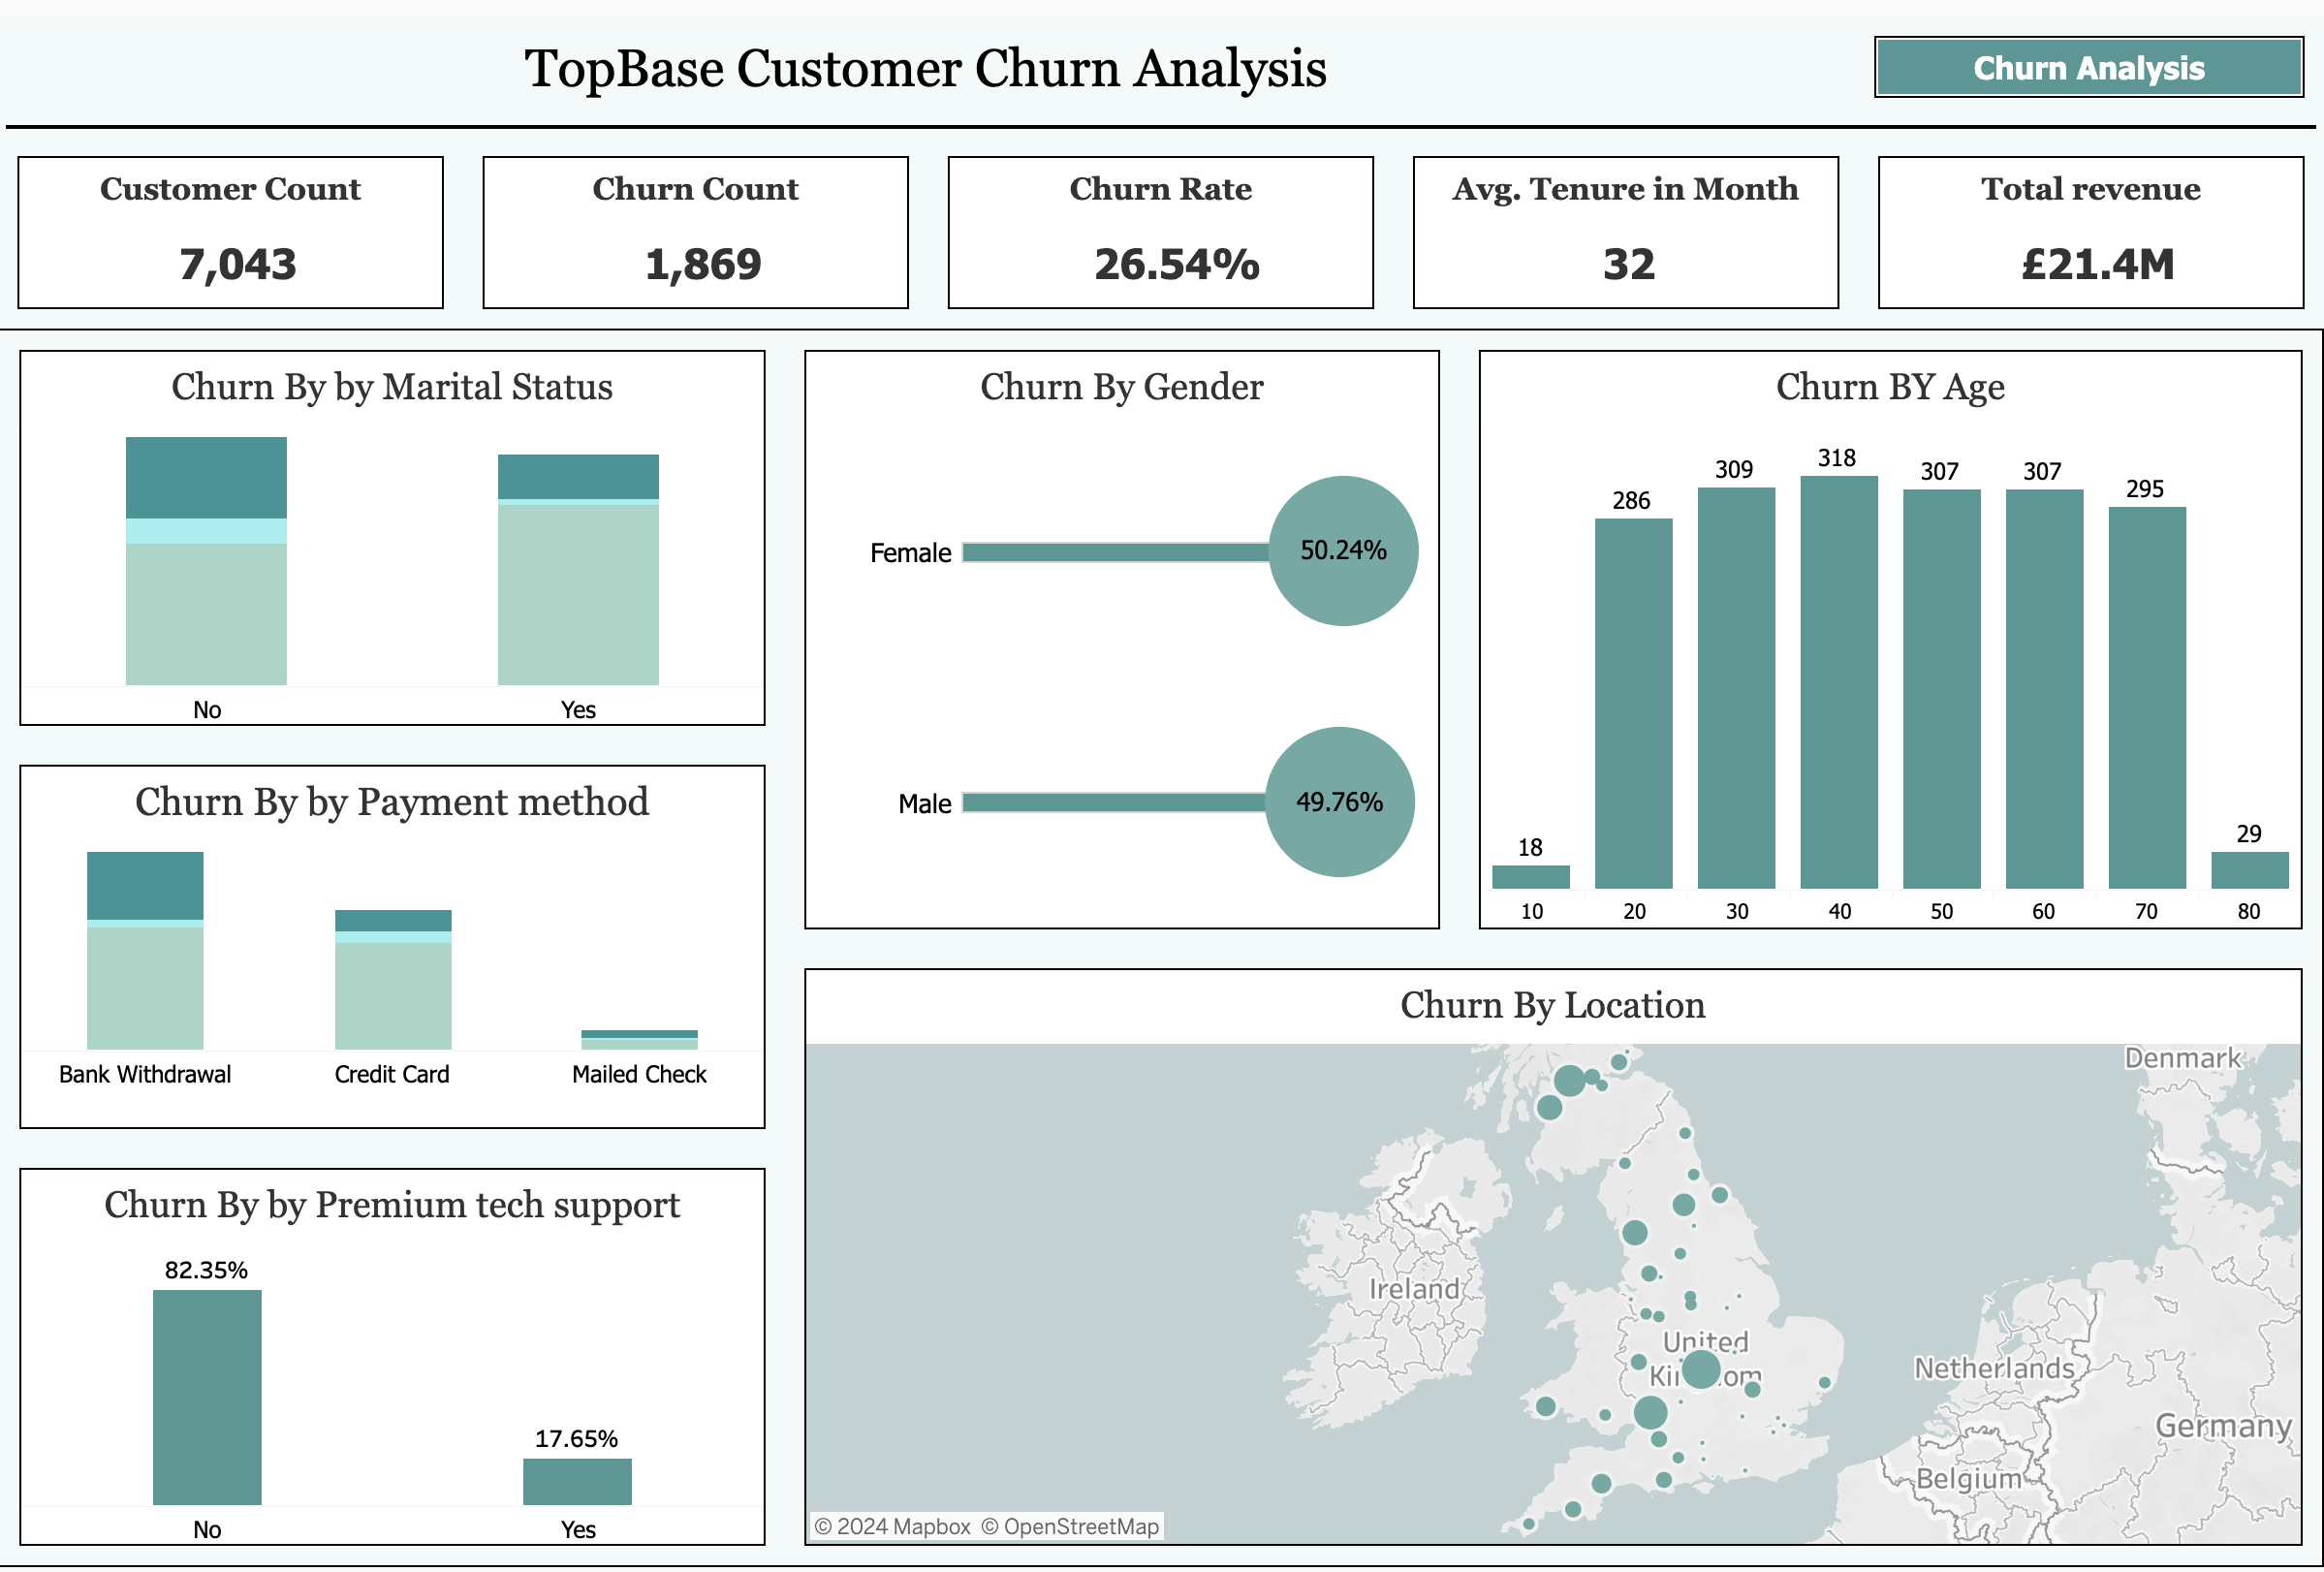 TopBase Customer Churn Analysis
Churn Analysis
Customer Count
7,043
Churn Count
1,869
Churn Rate
26.54%
Avg. Tenure in Month
32
Total revenue
£21.4M
Churn By by Marital Status
No
Yes
Churn By by Payment method
Bank Withdrawal
Credit Card
Mailed Check
Churn By by Premium tech support
82.35%
17.65%
No
Yes
Churn By Gender
Female
50.24%
Male
49.76%
Churn BY Age
18
286
309
318
307
307
295
29
10
20
30
40
50
60
70
80
Churn By Location
Denmark
Ireland
United
Netherlands
Germany
Belgium
© 2024 Mapbox © OpenStreetMap